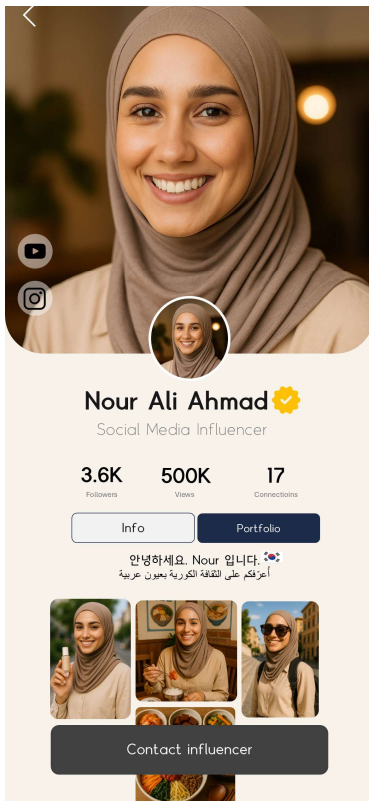 Nour Ali Ahmad
Social Media Influencer
3.6K 500K 17
Followers Views Connectioins
Info Portfolio
안녕하세요. Nour 입니다. 🇰🇷
أعرّفكم على الثقافة الكورية بعيون عربية
Contact influencer